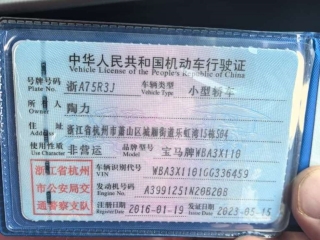 中华人民共和国机动车行驶证
Vehicle License of the People's Republic of China
号牌号码 浙A75R3J 车辆类型 小型轿车
Plate No. Vehicle Type
所有人 陶力
Owner
住址 浙江省杭州市萧山区城厢街道乐虹湾15栋504
Address
使用性质 非营运 品牌型号 宝马牌WBA3X110
Use Character Model
浙江省杭州 车辆识别代号 WBA3X1101GG336459
VIN
市公安局交 发动机号码 A3991251N20B20B
Engine No.
通警察支队 注册日期 2016-01-19 发证日期 2023-03-15
Register Date Issue Date